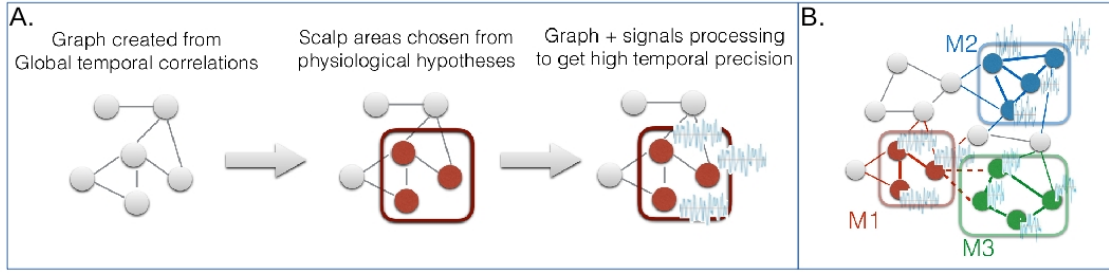 A.
Graph created from
Global temporal correlations
Scalp areas chosen from
physiological hypotheses
Graph + signals processing
to get high temporal precision
B.
M2
M1
M3